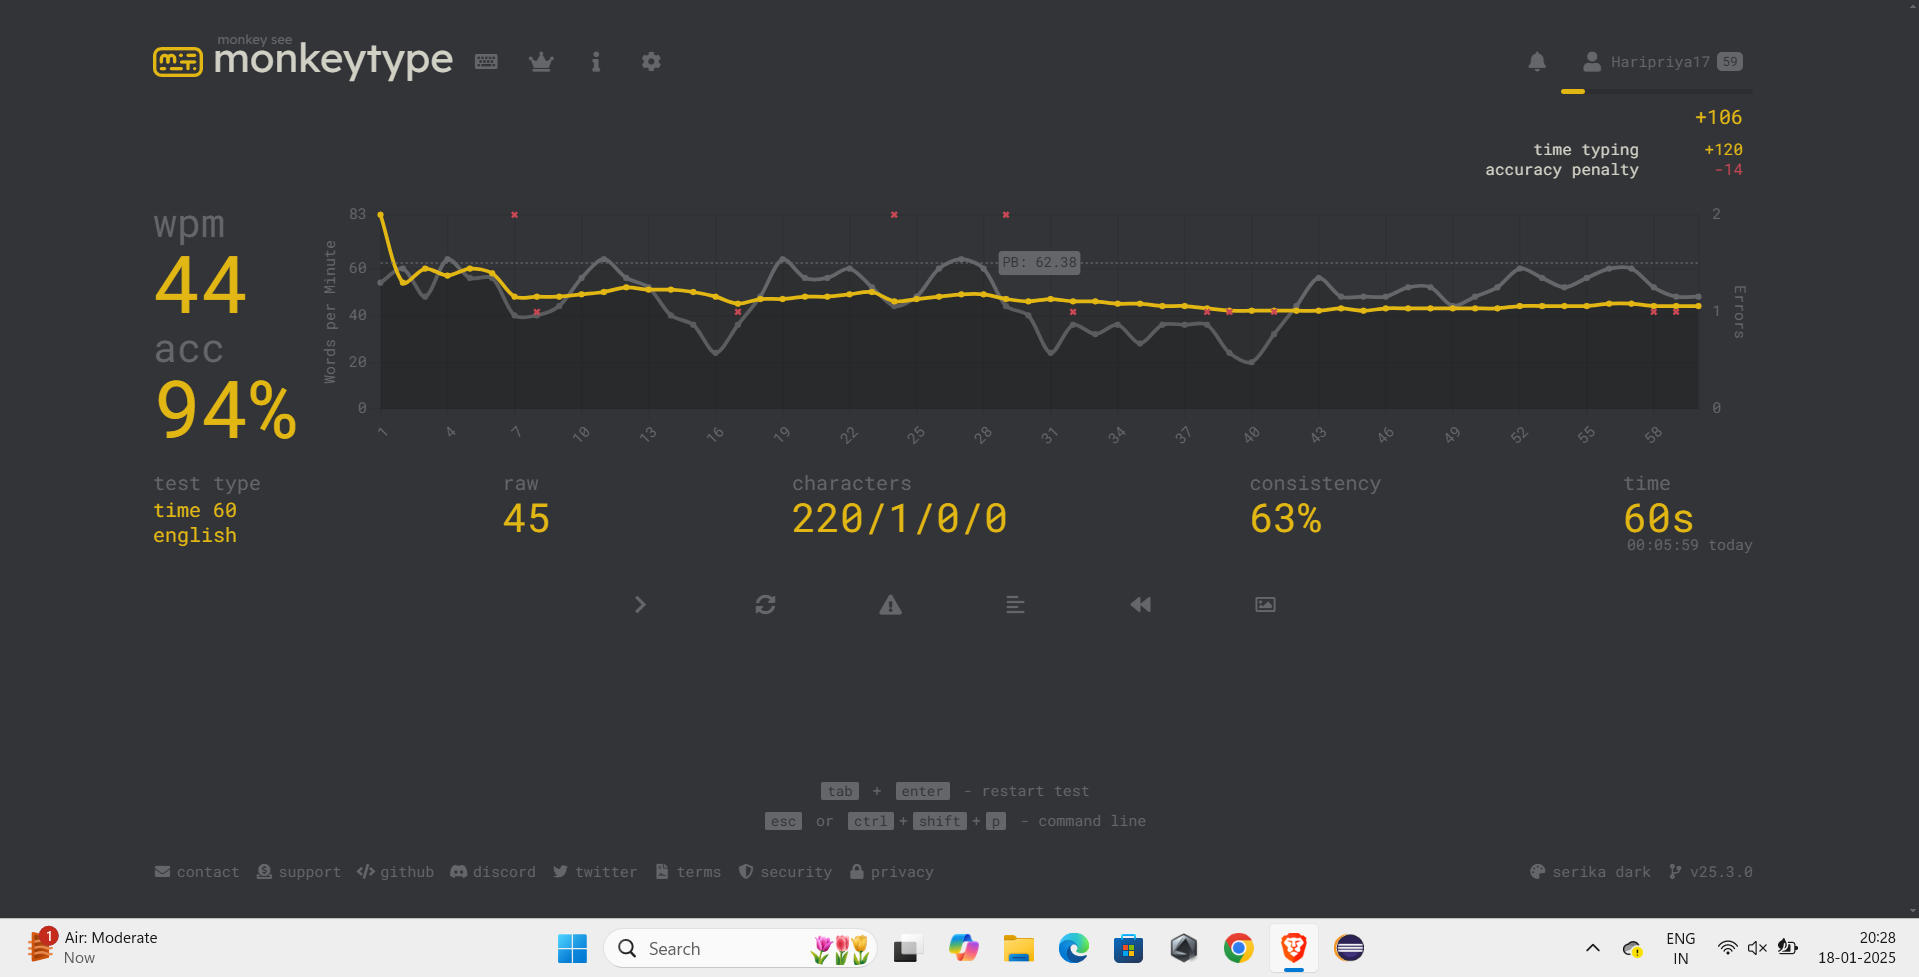 monkey see
monkeytype
Haripriya17 59
+106
time typing +120
accuracy penalty -14
wpm
44
acc
94%
Words per Minute
83
60
40
20
0
PB: 62.38
2
1
0
Errors
1 4 7 10 13 16 19 22 25 28 31 34 37 40 43 46 49 52 55 58
test type
time 60
english
raw
45
characters
220/1/0/0
consistency
63%
time
60s
00:05:59 today
tab + enter - restart test
esc or ctrl + shift + p - command line
contact support github discord twitter terms security privacy
serika dark v25.3.0
1
Air: Moderate
Now
Search
ENG
IN
20:28
18-01-2025